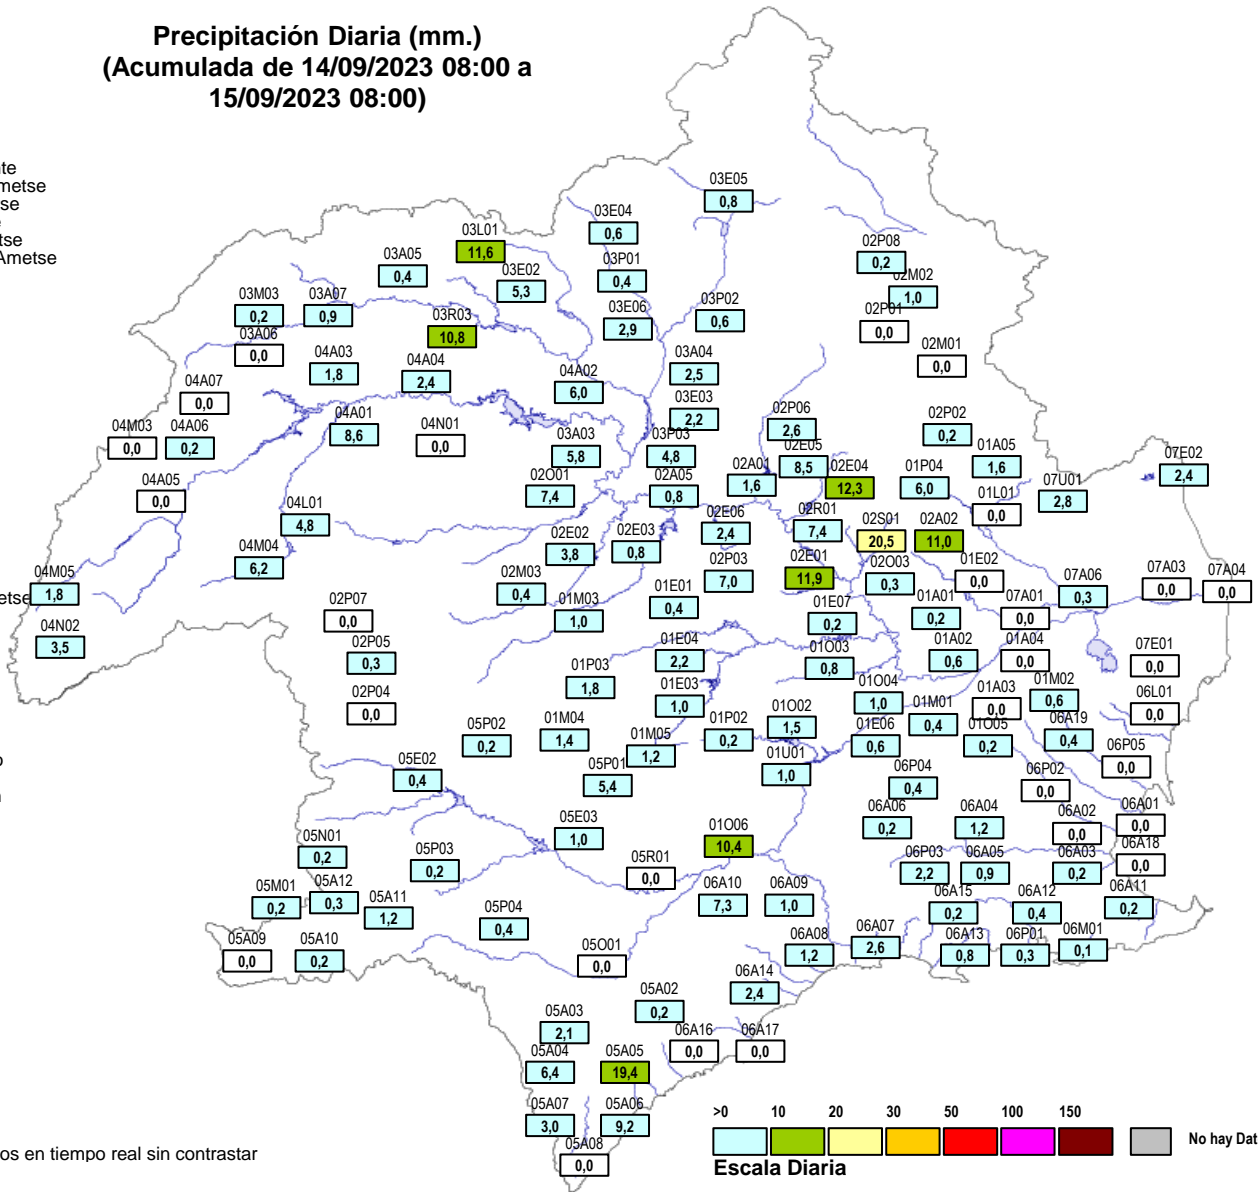 Precipitación Diaria (mm.)
(Acumulada de 14/09/2023 08:00 a
15/09/2023 08:00)
03E05
0,8
03E04
0,6
03L01
11,6
03A05
0,4
03E02
5,3
03P01
0,4
02P08
0,2
02M02
1,0
03M03
0,2
03A07
0,9
03R03
10,8
03E06
2,9
03P02
0,6
02P01
0,0
03A06
0,0
04A03
1,8
04A04
2,4
04A02
6,0
03A04
2,5
02M01
0,0
04A07
0,0
03E03
2,2
04M03
0,0
04A06
0,2
04A01
8,6
04N01
0,0
03A03
5,8
03P03
4,8
02P06
2,6
02P02
0,2
02E05
8,5
02E04
12,3
01A05
1,6
07E02
2,4
04A05
0,0
02O01
7,4
02A05
0,8
02A01
1,6
01P04
6,0
01L01
0,0
07U01
2,8
04L01
4,8
02E06
2,4
02R01
7,4
02S01
20,5
02A02
11,0
04M04
6,2
02E02
3,8
02E03
0,8
02P03
7,0
02E01
11,9
02O03
0,3
01E02
0,0
04M05
1,8
02M03
0,4
01M03
1,0
01E01
0,4
07A06
0,3
07A03
0,0
07A04
0,0
04N02
3,5
02P07
0,0
01E07
0,2
01A01
0,2
07A01
0,0
02P05
0,3
01E04
2,2
01O03
0,8
01A02
0,6
01A04
0,0
07E01
0,0
02P04
0,0
01P03
1,8
01E03
1,0
01O04
1,0
01A03
0,0
01M02
0,6
06L01
0,0
05P02
0,2
01M04
1,4
01M05
1,2
01P02
0,2
01O02
1,5
01E06
0,6
01M01
0,4
01O05
0,2
06A19
0,4
06P05
0,0
05E02
0,4
05P01
5,4
01U01
1,0
06P04
0,4
06P02
0,0
05E03
1,0
01O06
10,4
06A06
0,2
06A04
1,2
06A02
0,0
06A01
0,0
05N01
0,2
05P03
0,2
05R01
0,0
06P03
2,2
06A05
0,9
06A03
0,2
06A18
0,0
05M01
0,2
05A12
0,3
05A11
1,2
05P04
0,4
06A10
7,3
06A09
1,0
06A15
0,2
06A12
0,4
06A11
0,2
05A09
0,0
05A10
0,2
05O01
0,0
06A08
1,2
06A07
2,6
06A13
0,8
06P01
0,3
06M01
0,1
06A14
2,4
05A02
0,2
05A03
2,1
06A16
0,0
06A17
0,0
05A04
6,4
05A05
19,4
05A07
3,0
05A06
9,2
05A08
0,0
>0 10 20 30 50 100 150
No hay Dat
Escala Diaria
os en tiempo real sin contrastar